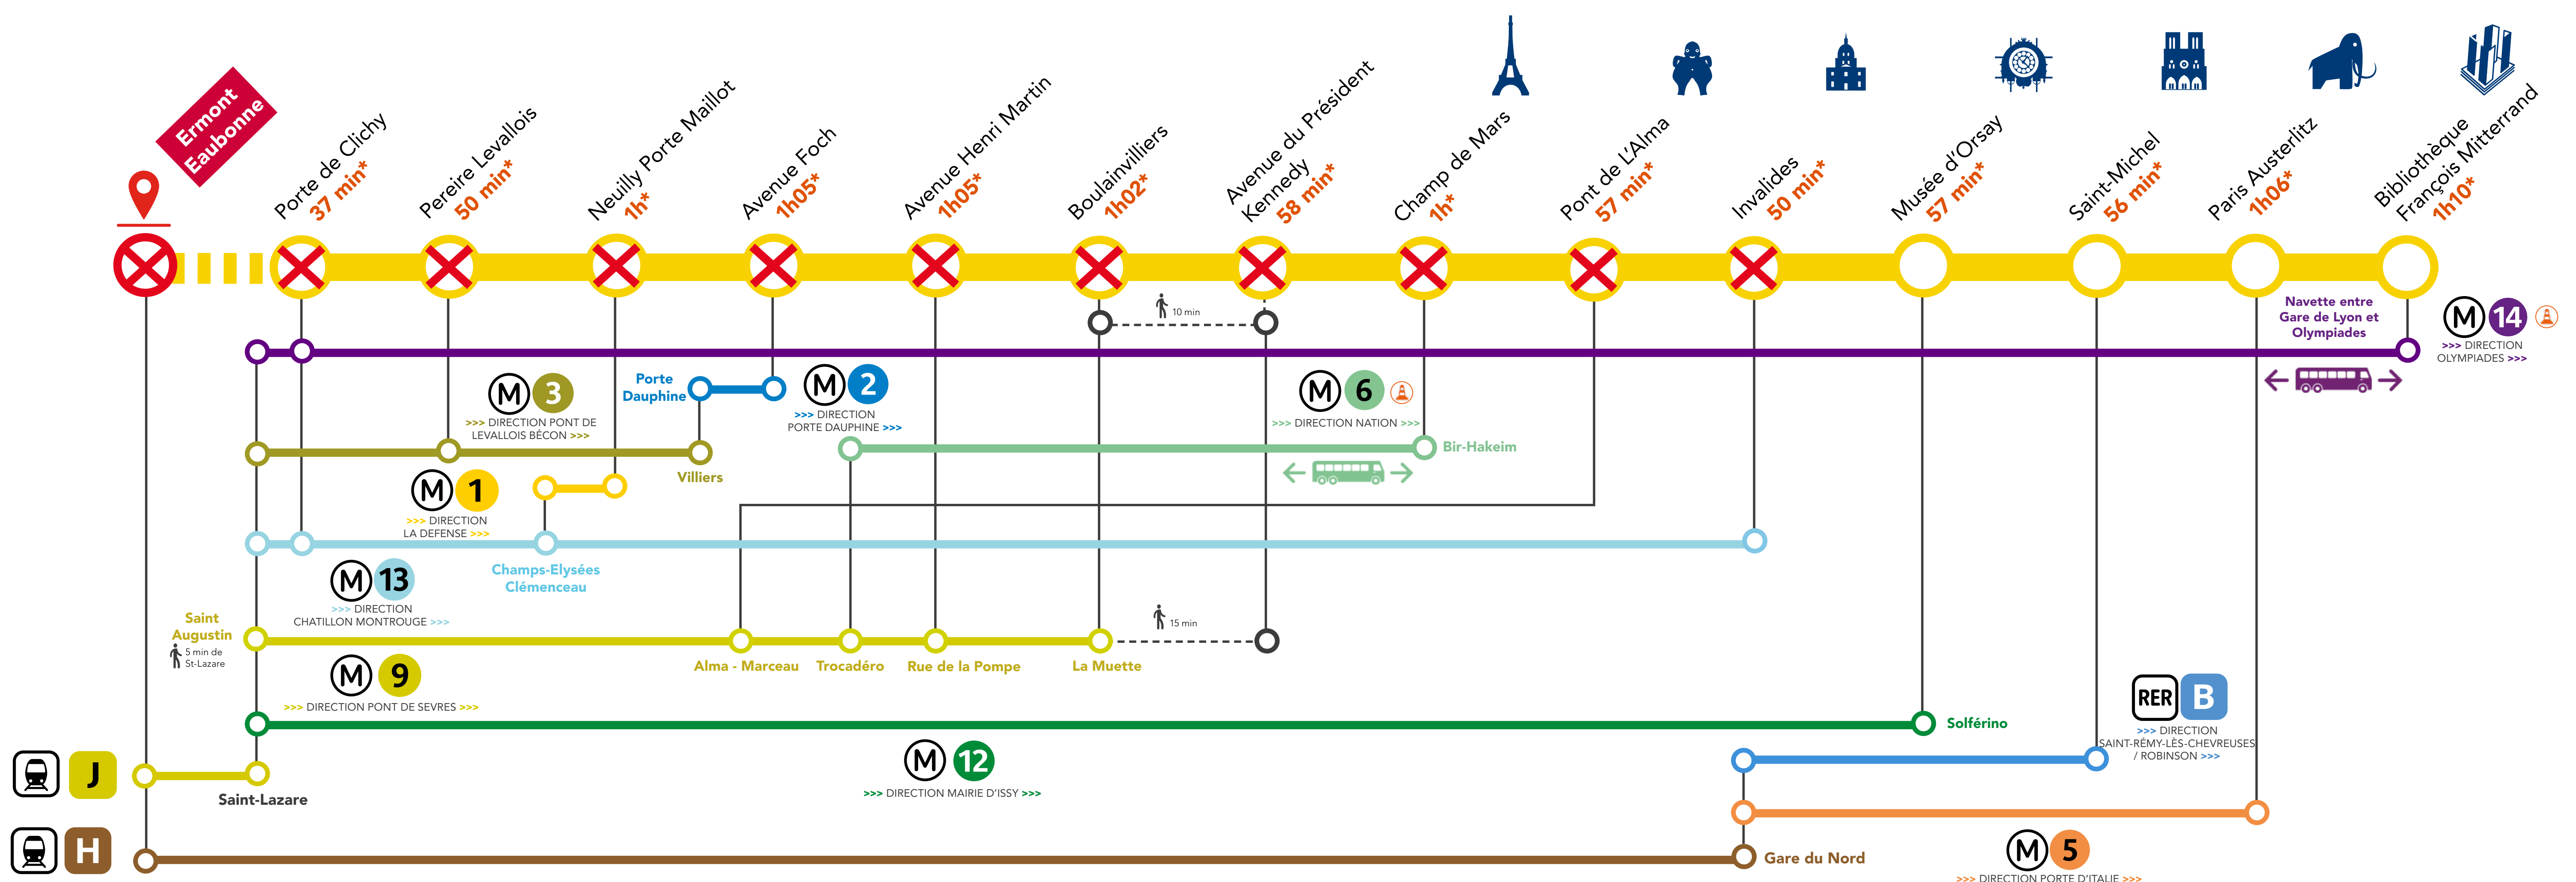 Ermont
Eaubonne
Porte de Clichy
37 min*
Pereire Levallois
50 min*
Neuilly Porte Maillot
1h*
Avenue Foch
1h05*
Avenue Henri Martin
1h05*
Boulainvilliers
1h02*
Avenue du Président
Kennedy
58 min*
Champ de Mars
1h*
Pont de L'Alma
57 min*
Invalides
50 min*
Musée d'Orsay
57 min*
Saint-Michel
56 min*
Paris Austerlitz
1h06*
Bibliothèque
François Mitterrand
1h10*
10 min
Navette entre
Gare de Lyon et
Olympiades
M 14
>>> DIRECTION
OLYMPIADES >>>
M 3
>>> DIRECTION PONT DE
LEVALLOIS BÉCON >>>
Porte
Dauphine
M 2
>>> DIRECTION
PORTE DAUPHINE >>>
M 6
>>> DIRECTION NATION >>>
Bir-Hakeim
Villiers
M 1
>>> DIRECTION
LA DEFENSE >>>
Champs-Elysées
Clémenceau
M 13
>>> DIRECTION
CHATILLON MONTROUGE >>>
Saint
Augustin
5 min de
St-Lazare
15 min
Alma - Marceau
Trocadéro
Rue de la Pompe
La Muette
M 9
>>> DIRECTION PONT DE SEVRES >>>
Solférino
RER B
>>> DIRECTION
SAINT-RÉMY-LÈS-CHEVREUSES
/ ROBINSON >>>
M 12
>>> DIRECTION MAIRIE D'ISSY >>>
J
Saint-Lazare
H
Gare du Nord
M 5
>>> DIRECTION PORTE D'ITALIE >>>